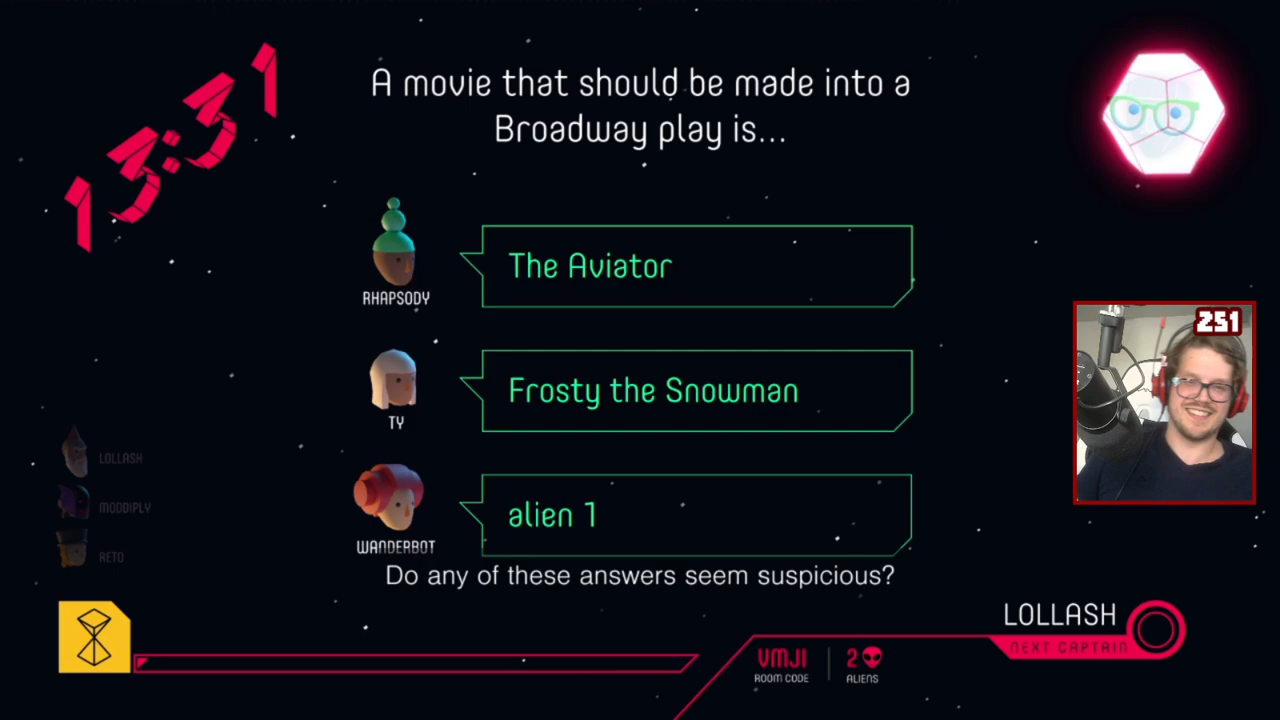 13:31
A movie that should be made into a
Broadway play is...
RHAPSODY
The Aviator
TY
Frosty the Snowman
WANDERBOT
alien 1
LOLLASH
MODDIPLY
RETO
251
Do any of these answers seem suspicious?
LOLLASH
NEXT CAPTAIN
VMJI
ROOM CODE
2
ALIENS